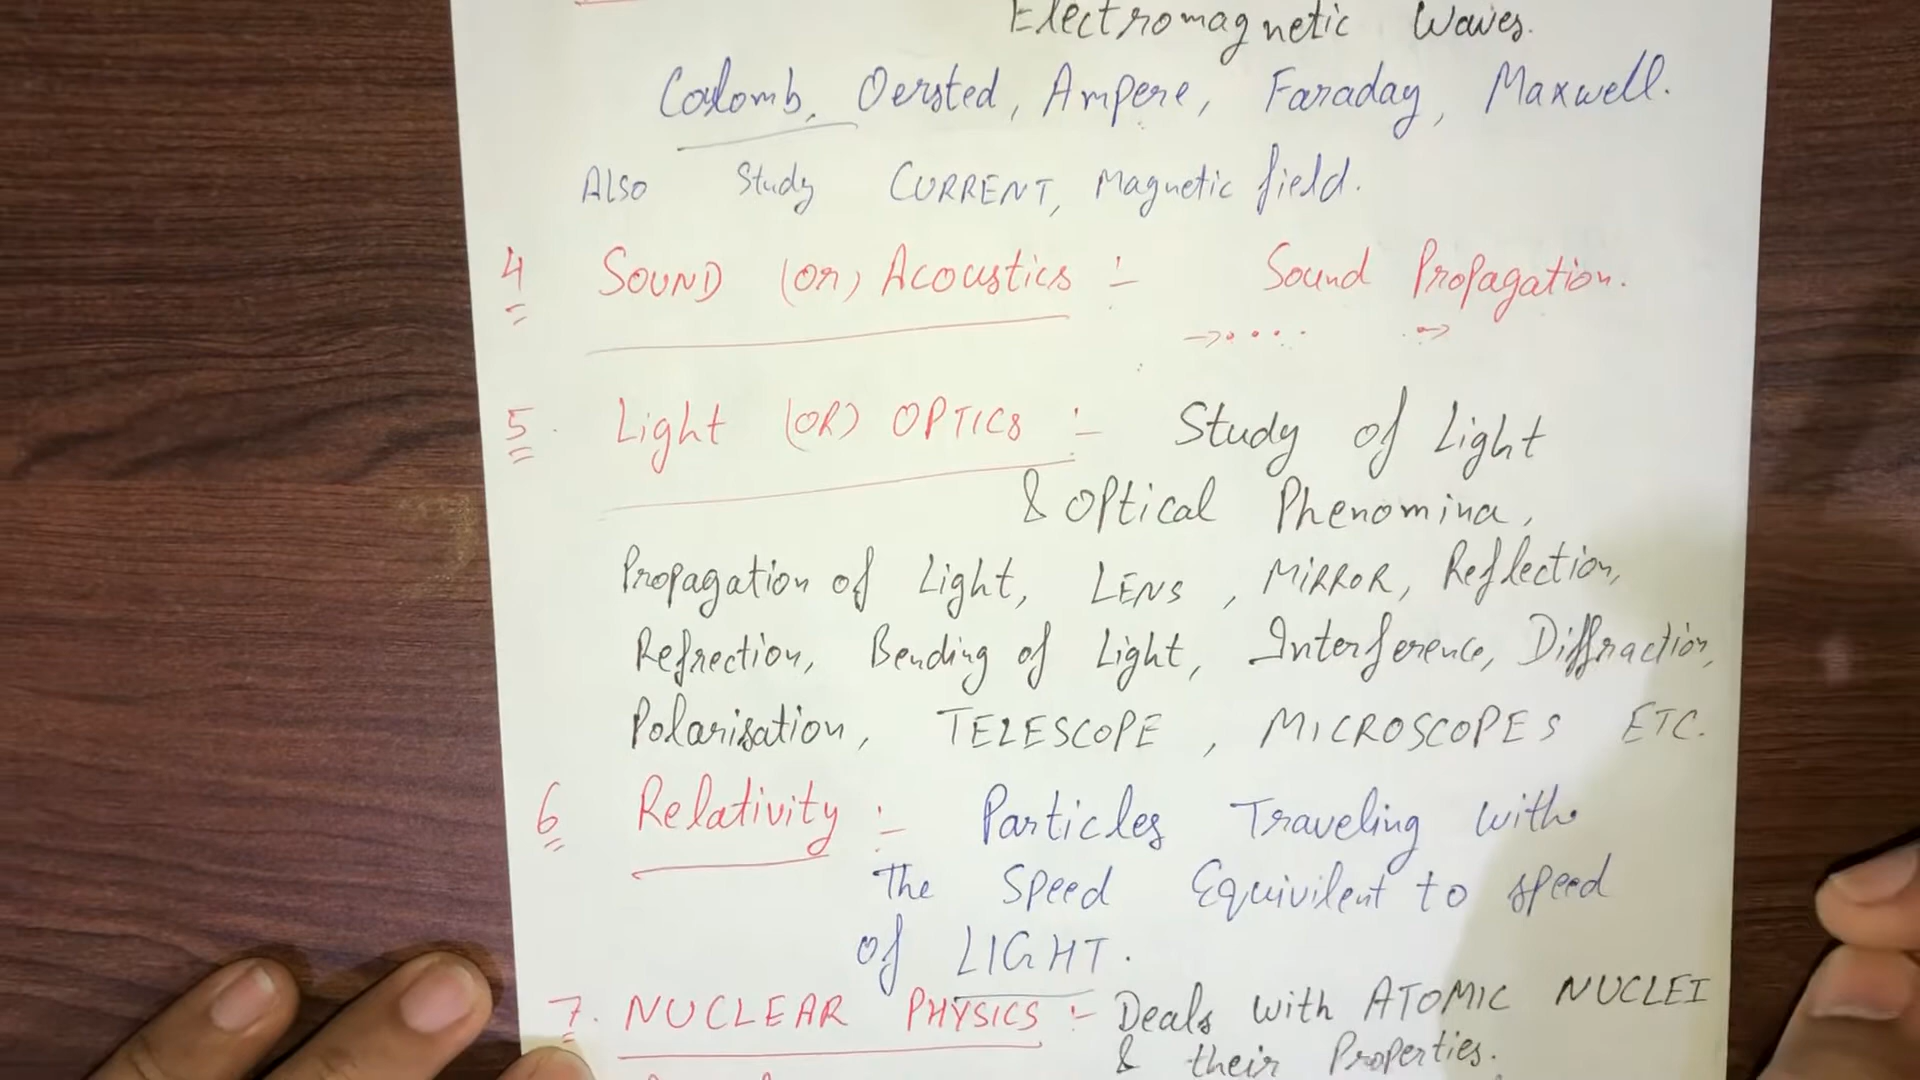 Electromagnetic Waves.
Coulomb, Oersted, Ampere, Faraday, Maxwell.
Also Study CURRENT, Magnetic field.
4 SOUND (or) Acoustics :- Sound Propagation.
5. Light (OR) OPTICS :- Study of Light
& Optical Phenomina,
Propagation of Light, LENS, MIRROR, Reflection,
Refrection, Bending of Light, Interference, Diffraction,
Polarisation, TELESCOPE, MICROSCOPES ETC.
6 Relativity :- Particles Traveling with
The Speed Equivilent to speed
of LIGHT.
7. NUCLEAR PHYSICS :- Deals with ATOMIC NUCLEI
& their Properties.